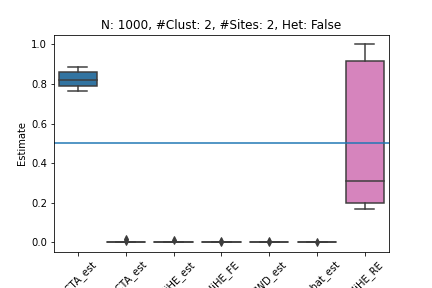 N: 1000, #Clust: 2, #Sites: 2, Het: False
1.0
0.8
0.6
0.4
0.2
0.0
Estimate
CTA_est
CTA_est
HE_est
HE_FE
WD_est
bat_est
HE_RE